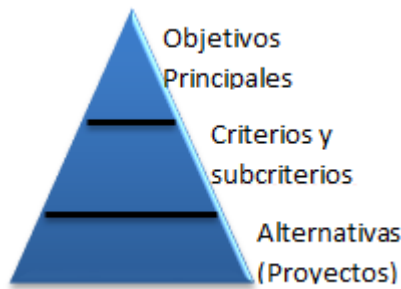 Objetivos
Principales
Criterios y
subcriterios
Alternativas
(Proyectos)